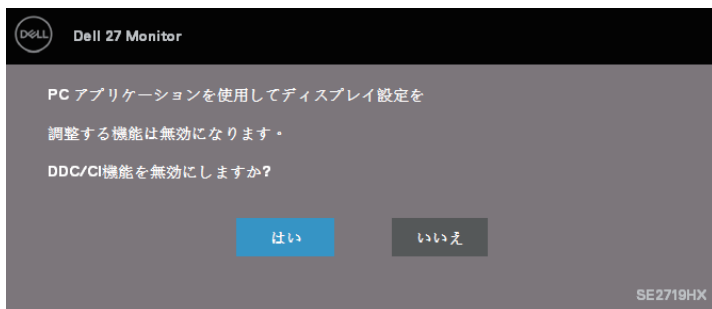 DELL Dell 27 Monitor
PC アプリケーションを使用してディスプレイ設定を
調整する機能は無効になります。
DDC/CI機能を無効にしますか?
はい いいえ
SE2719HX